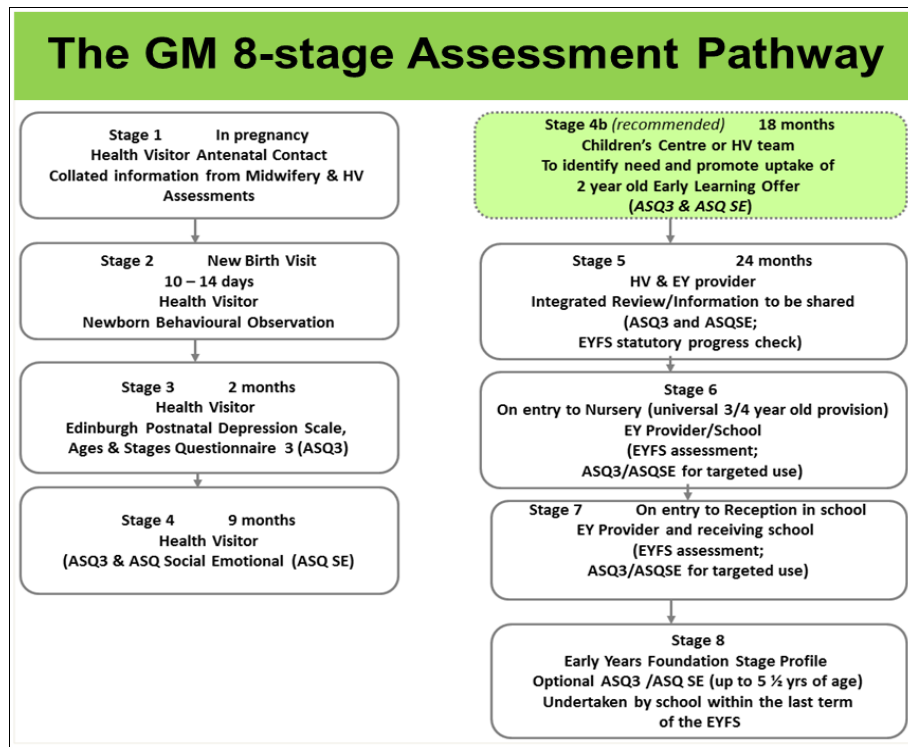 The GM 8-stage Assessment Pathway
Stage 1 In pregnancy
Health Visitor Antenatal Contact
Collated information from Midwifery & HV
Assessments
Stage 2 New Birth Visit
10 – 14 days
Health Visitor
Newborn Behavioural Observation
Stage 3 2 months
Health Visitor
Edinburgh Postnatal Depression Scale,
Ages & Stages Questionnaire 3 (ASQ3)
Stage 4 9 months
Health Visitor
(ASQ3 & ASQ Social Emotional (ASQ SE)
Stage 4b (recommended) 18 months
Children's Centre or HV team
To identify need and promote uptake of
2 year old Early Learning Offer
(ASQ3 & ASQ SE)
Stage 5 24 months
HV & EY provider
Integrated Review/Information to be shared
(ASQ3 and ASQSE;
EYFS statutory progress check)
Stage 6
On entry to Nursery (universal 3/4 year old provision)
EY Provider/School
(EYFS assessment;
ASQ3/ASQSE for targeted use)
Stage 7 On entry to Reception in school
EY Provider and receiving school
(EYFS assessment;
ASQ3/ASQSE for targeted use)
Stage 8
Early Years Foundation Stage Profile
Optional ASQ3 /ASQ SE (up to 5 ½ yrs of age)
Undertaken by school within the last term
of the EYFS